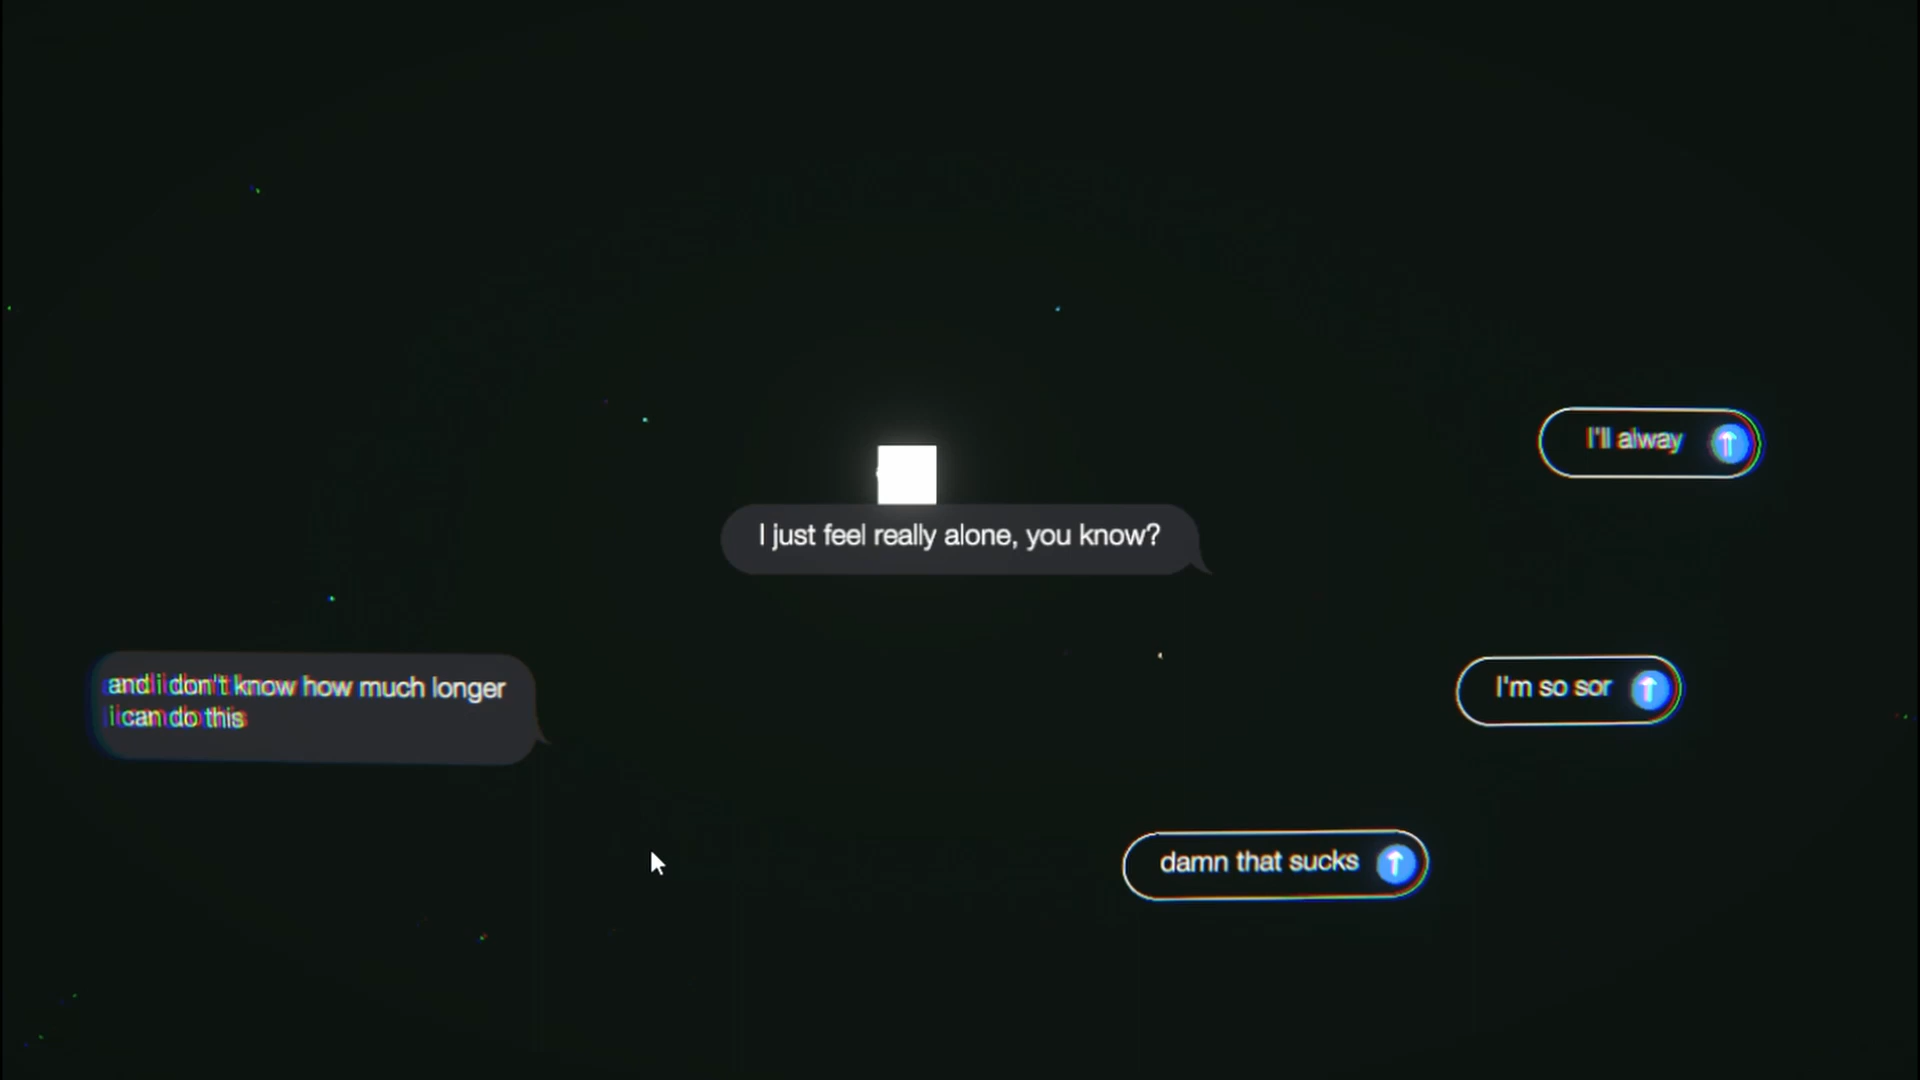 I'll alway
I just feel really alone, you know?
and i don't know how much longer
i can do this
I'm so sor
damn that sucks